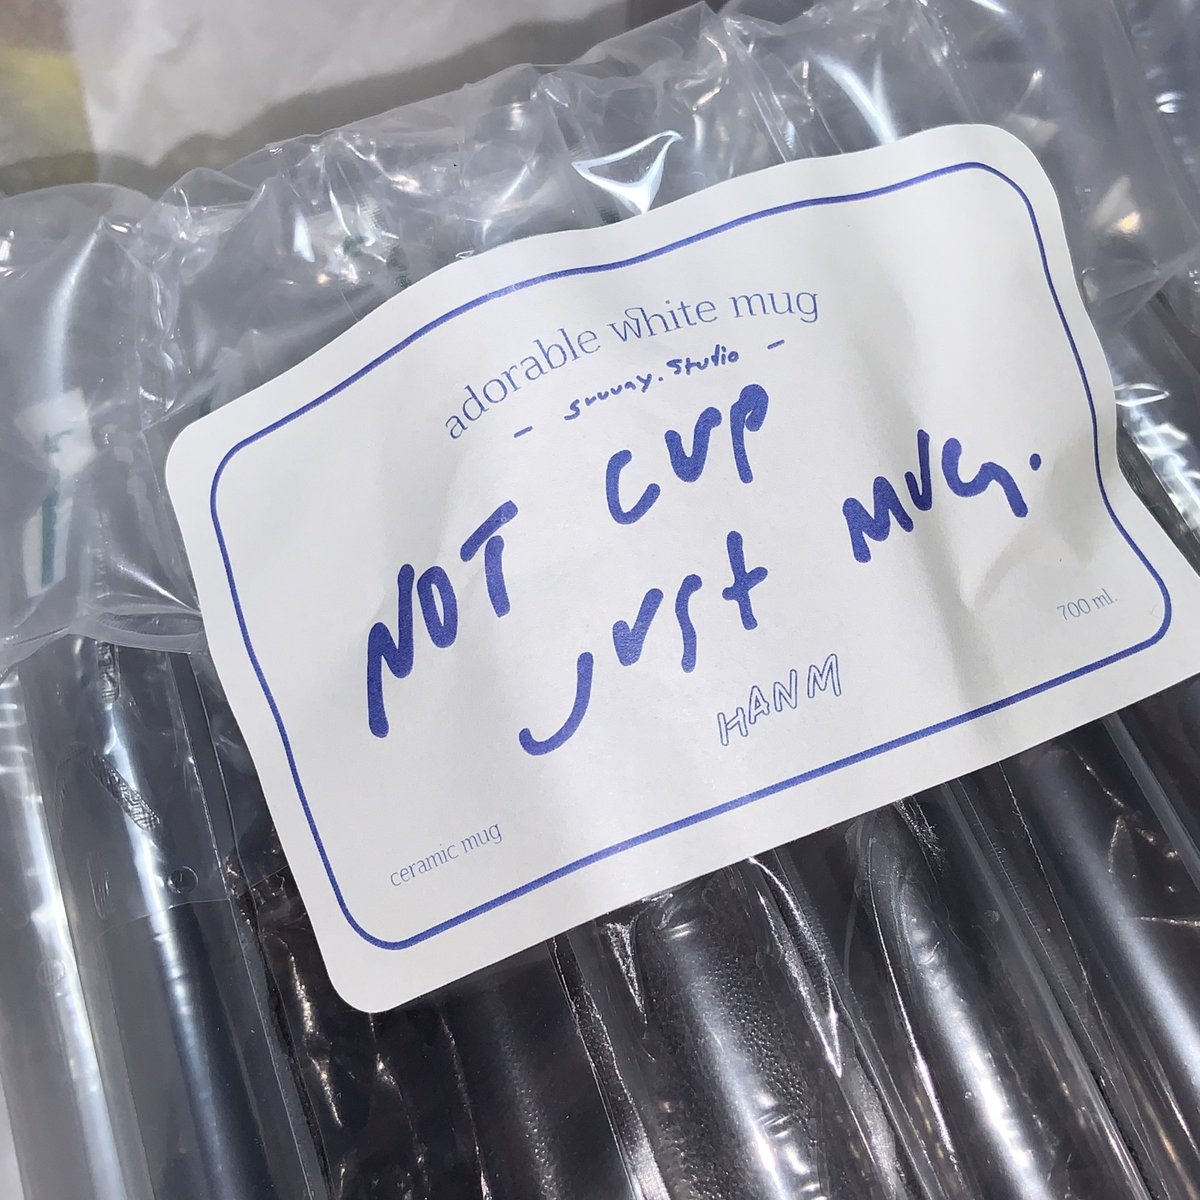 adorable white mug
- suuuay.studio -
NOT CUP
JUST MUG.
HANM
700 ml.
ceramic mug